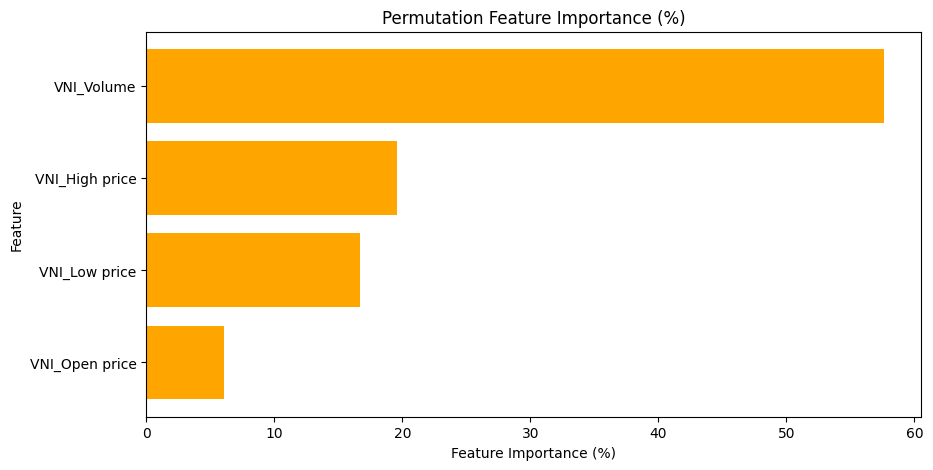 Permutation Feature Importance (%)
Feature
VNI_Volume
VNI_High price
VNI_Low price
VNI_Open price
0 10 20 30 40 50 60
Feature Importance (%)